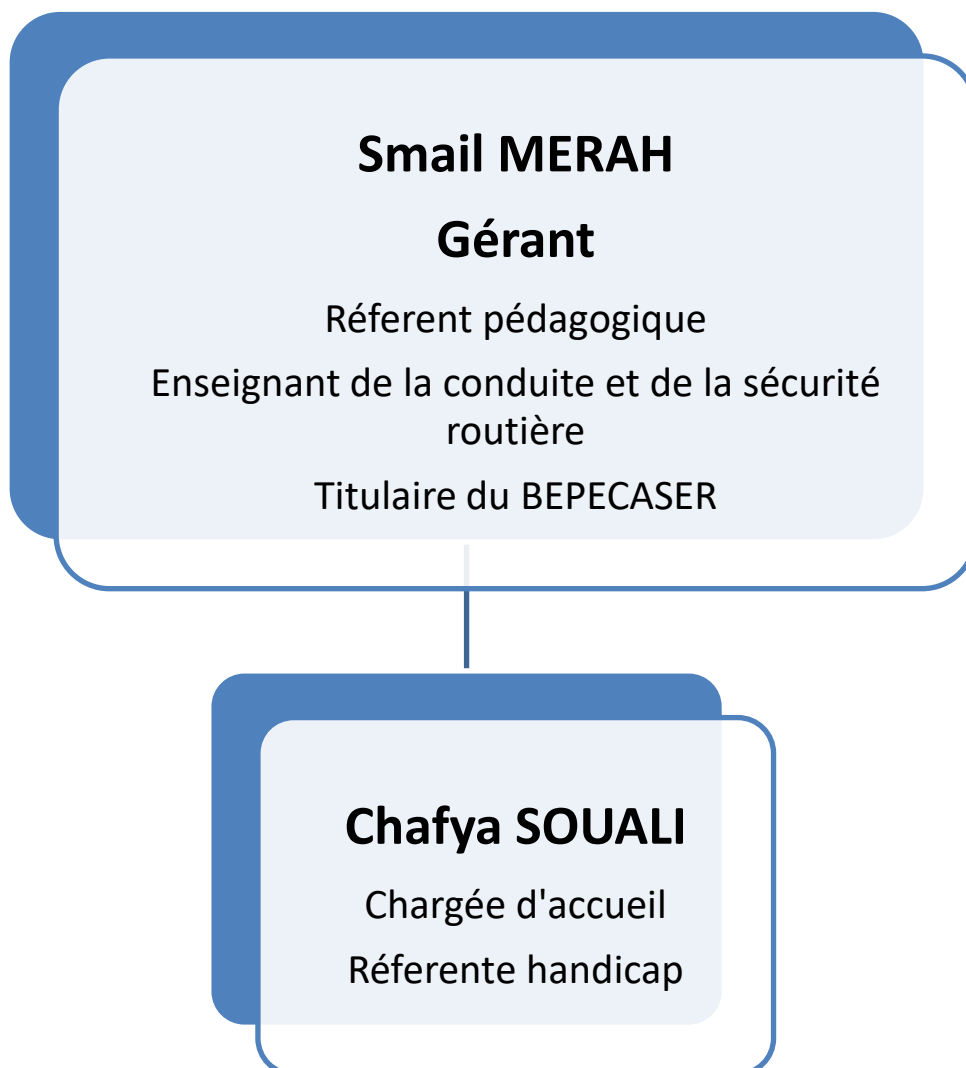 Smail MERAH
Gérant
Réferent pédagogique
Enseignant de la conduite et de la sécurité
routière
Titulaire du BEPECASER
Chafya SOUALI
Chargée d'accueil
Réferente handicap